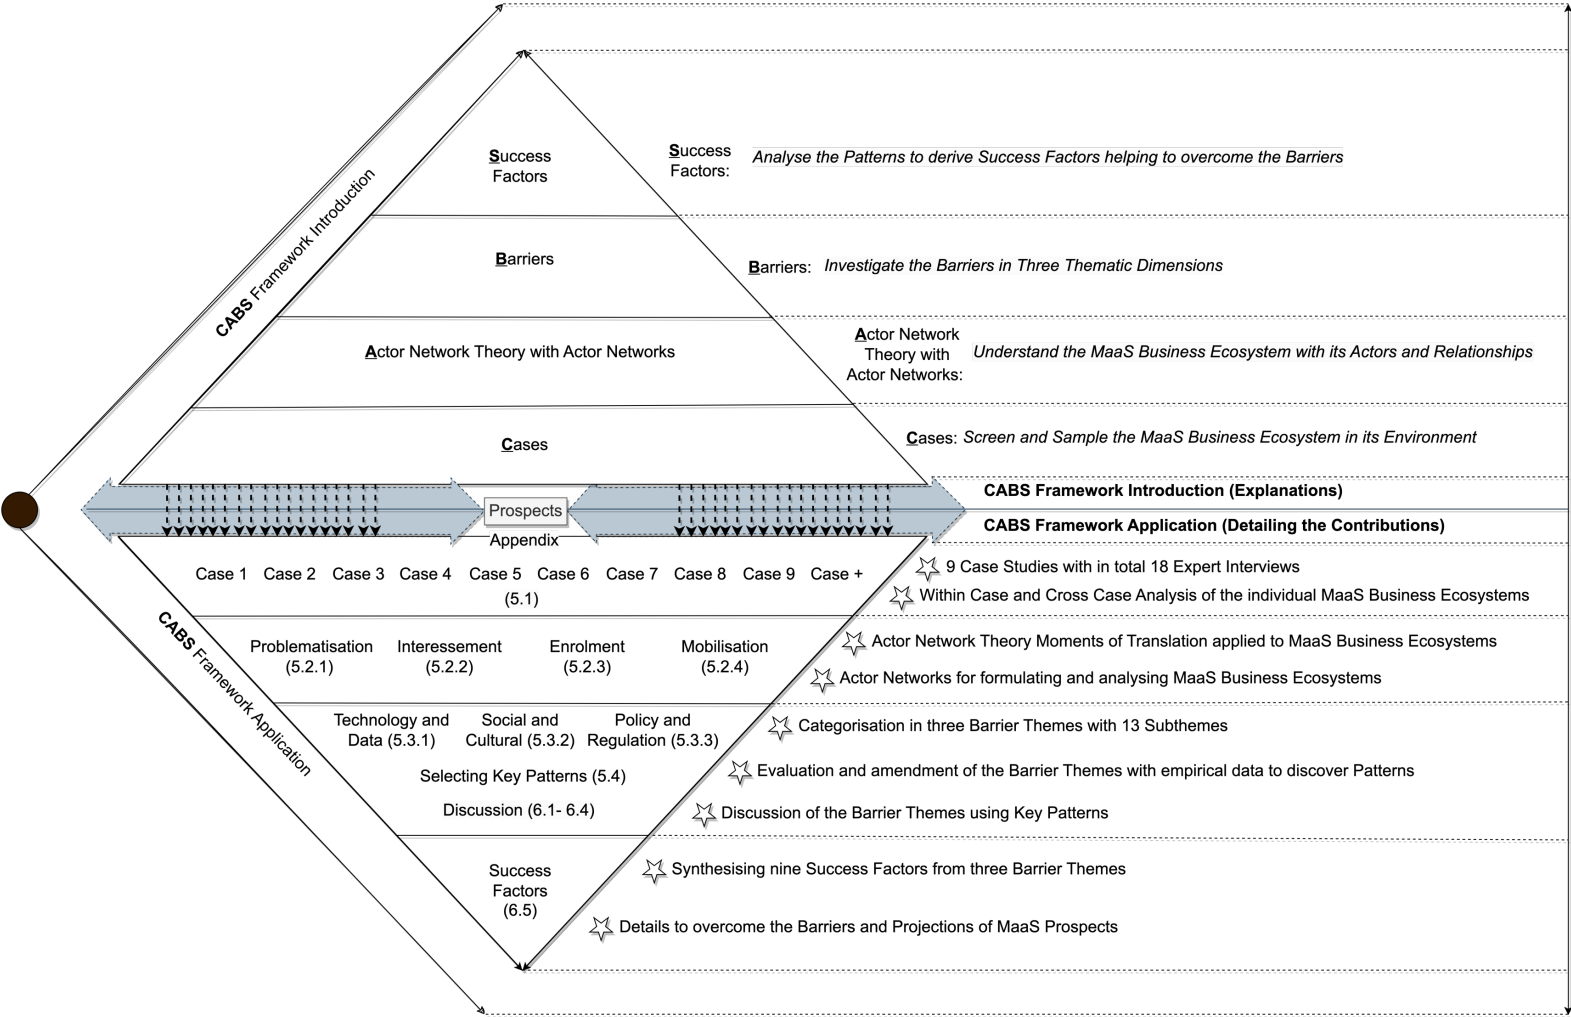 Success
Factors
Success
Factors:
Analyse the Patterns to derive Success Factors helping to overcome the Barriers
CABS Framework Introduction
Barriers
Barriers:
Investigate the Barriers in Three Thematic Dimensions
Actor Network Theory with Actor Networks
Actor Network
Theory with
Actor Networks:
Understand the MaaS Business Ecosystem with its Actors and Relationships
Cases
Cases:
Screen and Sample the MaaS Business Ecosystem in its Environment
CABS Framework Introduction (Explanations)
Prospects
CABS Framework Application (Detailing the Contributions)
Appendix
Case 1 Case 2 Case 3 Case 4 Case 5 Case 6 Case 7 Case 8 Case 9 Case +
(5.1)
9 Case Studies with in total 18 Expert Interviews
Within Case and Cross Case Analysis of the individual MaaS Business Ecosystems
CABS Framework Application
Problematisation
(5.2.1)
Interessement
(5.2.2)
Enrolment
(5.2.3)
Mobilisation
(5.2.4)
Actor Network Theory Moments of Translation applied to MaaS Business Ecosystems
Actor Networks for formulating and analysing MaaS Business Ecosystems
Technology and
Data (5.3.1)
Social and
Cultural (5.3.2)
Policy and
Regulation (5.3.3)
Selecting Key Patterns (5.4)
Discussion (6.1- 6.4)
Categorisation in three Barrier Themes with 13 Subthemes
Evaluation and amendment of the Barrier Themes with empirical data to discover Patterns
Discussion of the Barrier Themes using Key Patterns
Success
Factors
(6.5)
Synthesising nine Success Factors from three Barrier Themes
Details to overcome the Barriers and Projections of MaaS Prospects